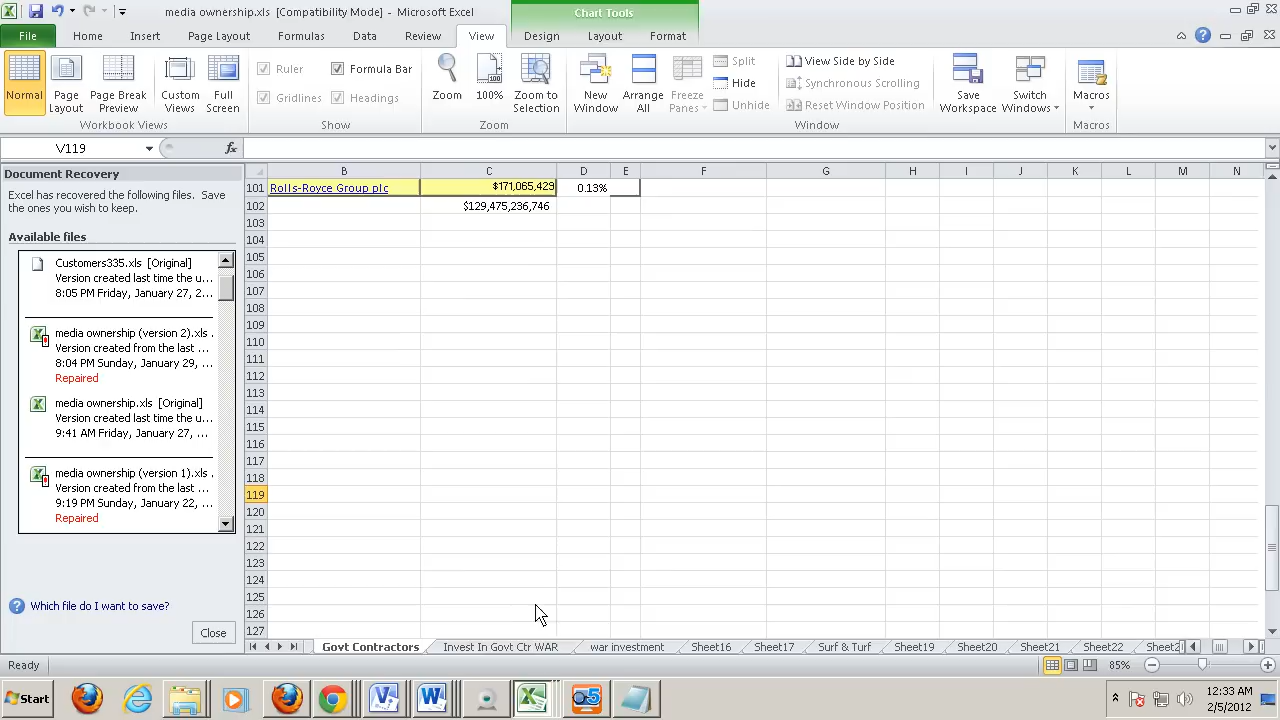 media ownership.xls [Compatibility Mode] - Microsoft Excel
Chart Tools
File Home Insert Page Layout Formulas Data Review View Design Layout Format
Normal
Page Layout
Page Break Preview
Custom Views
Full Screen
Workbook Views
Ruler
Formula Bar
Gridlines
Headings
Show
Zoom
100%
Zoom to Selection
Zoom
New Window
Arrange All
Freeze Panes
Split
Hide
Unhide
View Side by Side
Synchronous Scrolling
Reset Window Position
Save Workspace
Switch Windows
Window
Macros
Macros
V119 fx
Document Recovery
Excel has recovered the following files. Save
the ones you wish to keep.
Available files
Customers335.xls [Original]
Version created last time the u...
8:05 PM Friday, January 27, 2...
media ownership (version 2).xls .
Version created from the last ...
8:04 PM Sunday, January 29, ...
Repaired
media ownership.xls [Original]
Version created last time the u...
9:41 AM Friday, January 27, ...
media ownership (version 1).xls .
Version created from the last ...
9:19 PM Sunday, January 22, ...
Repaired
Which file do I want to save?
Close
B C D E F G H I J K L M N
101 Rolls-Royce Group plc $171,065,429 0.13%
102 $129,475,236,746
103
104
105
106
107
108
109
110
111
112
113
114
115
116
117
118
119
120
121
122
123
124
125
126
127
Govt Contractors Invest In Govt Ctr WAR war investment Sheet16 Sheet17 Surf & Turf Sheet19 Sheet20 Sheet21 Sheet22 Sheet2
Ready 85%
Start
12:33 AM
2/5/2012